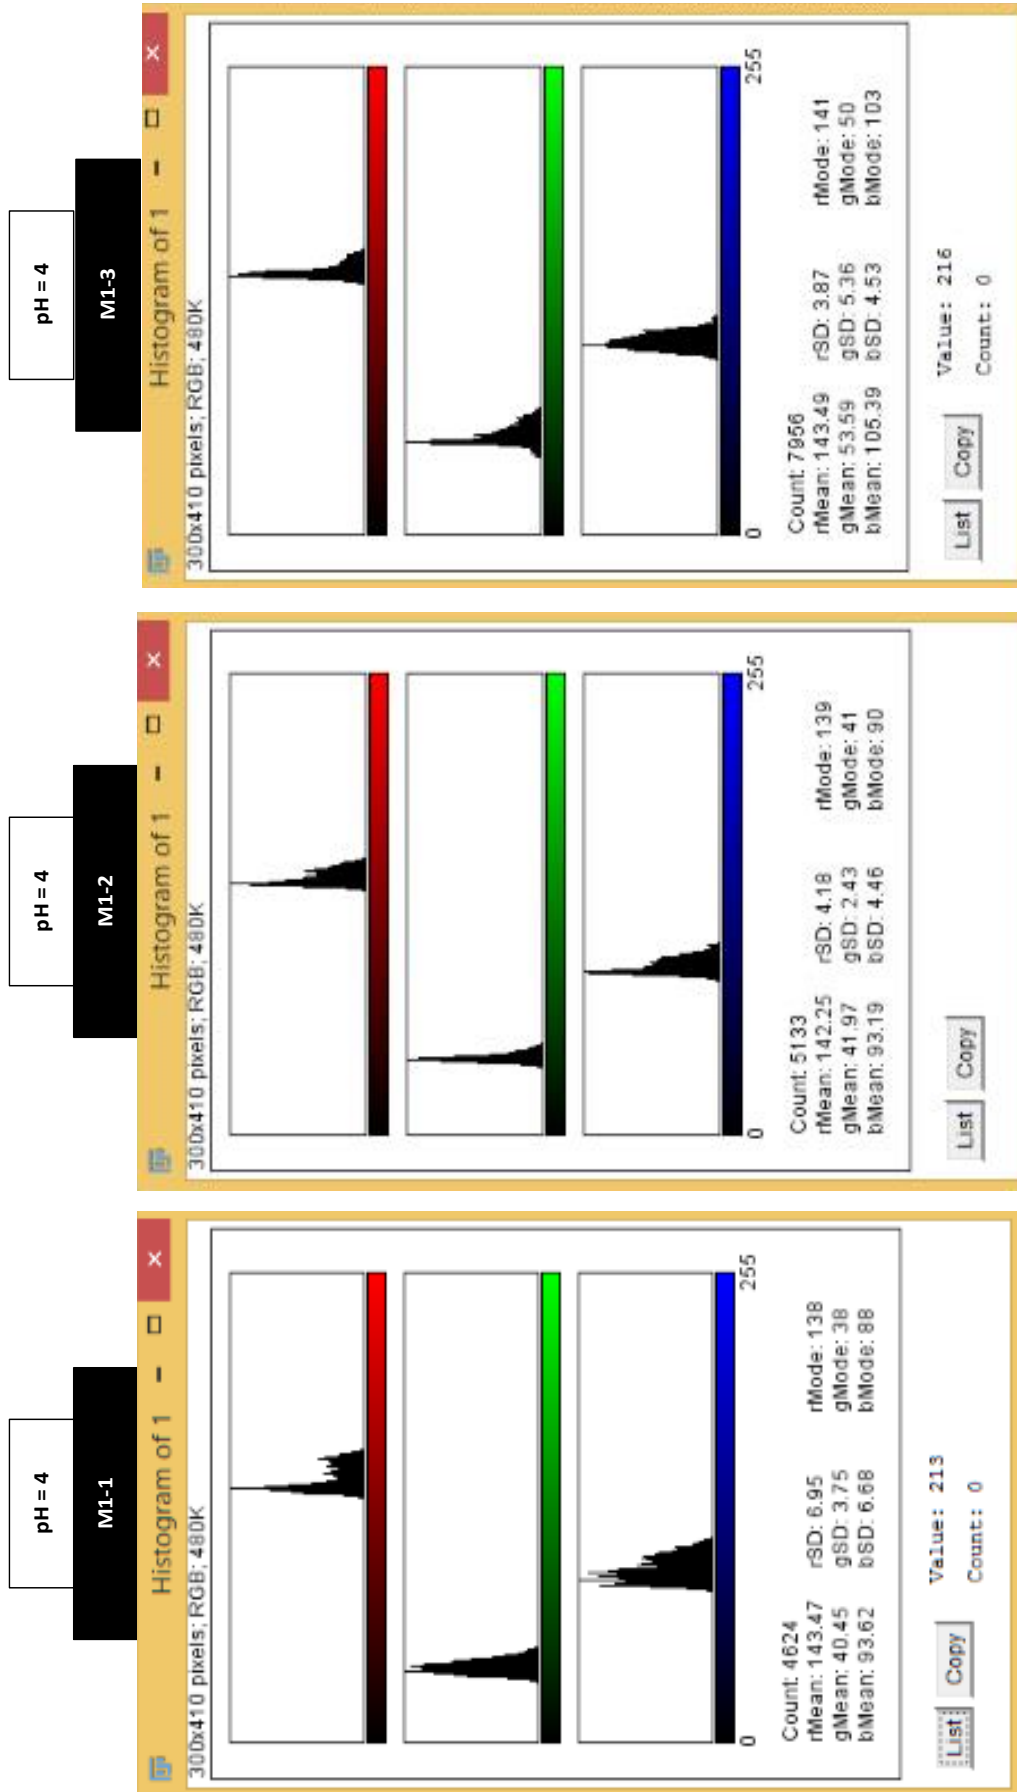 pH = 4
M1-1
Histogram of 1
300x410 pixels; RGB; 480K
0 255
Count: 4624
rMean: 143.47 rSD: 6.95 rMode: 138
gMean: 40.45 gSD: 3.75 gMode: 38
bMean: 93.62 bSD: 6.68 bMode: 88
List Copy Value: 213
Count: 0
pH = 4
M1-2
Histogram of 1
300x410 pixels; RGB; 480K
0 255
Count: 5133
rMean: 142.25 rSD: 4.18 rMode: 139
gMean: 41.97 gSD: 2.43 gMode: 41
bMean: 93.19 bSD: 4.46 bMode: 90
List Copy
pH = 4
M1-3
Histogram of 1
300x410 pixels; RGB; 480K
0 255
Count: 7956
rMean: 143.49 rSD: 3.87 rMode: 141
gMean: 53.59 gSD: 5.36 gMode: 50
bMean: 105.39 bSD: 4.53 bMode: 103
List Copy Value: 216
Count: 0